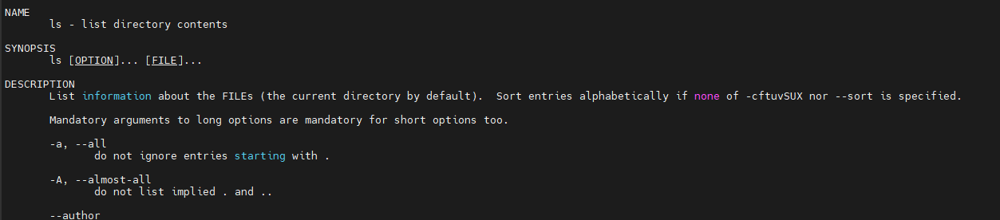 NAME
ls - list directory contents
SYNOPSIS
ls [OPTION]... [FILE]...
DESCRIPTION
List information about the FILEs (the current directory by default).  Sort entries alphabetically if none of -cftuvSUX nor --sort is specified.
Mandatory arguments to long options are mandatory for short options too.
-a, --all
do not ignore entries starting with .
-A, --almost-all
do not list implied . and ..
--author